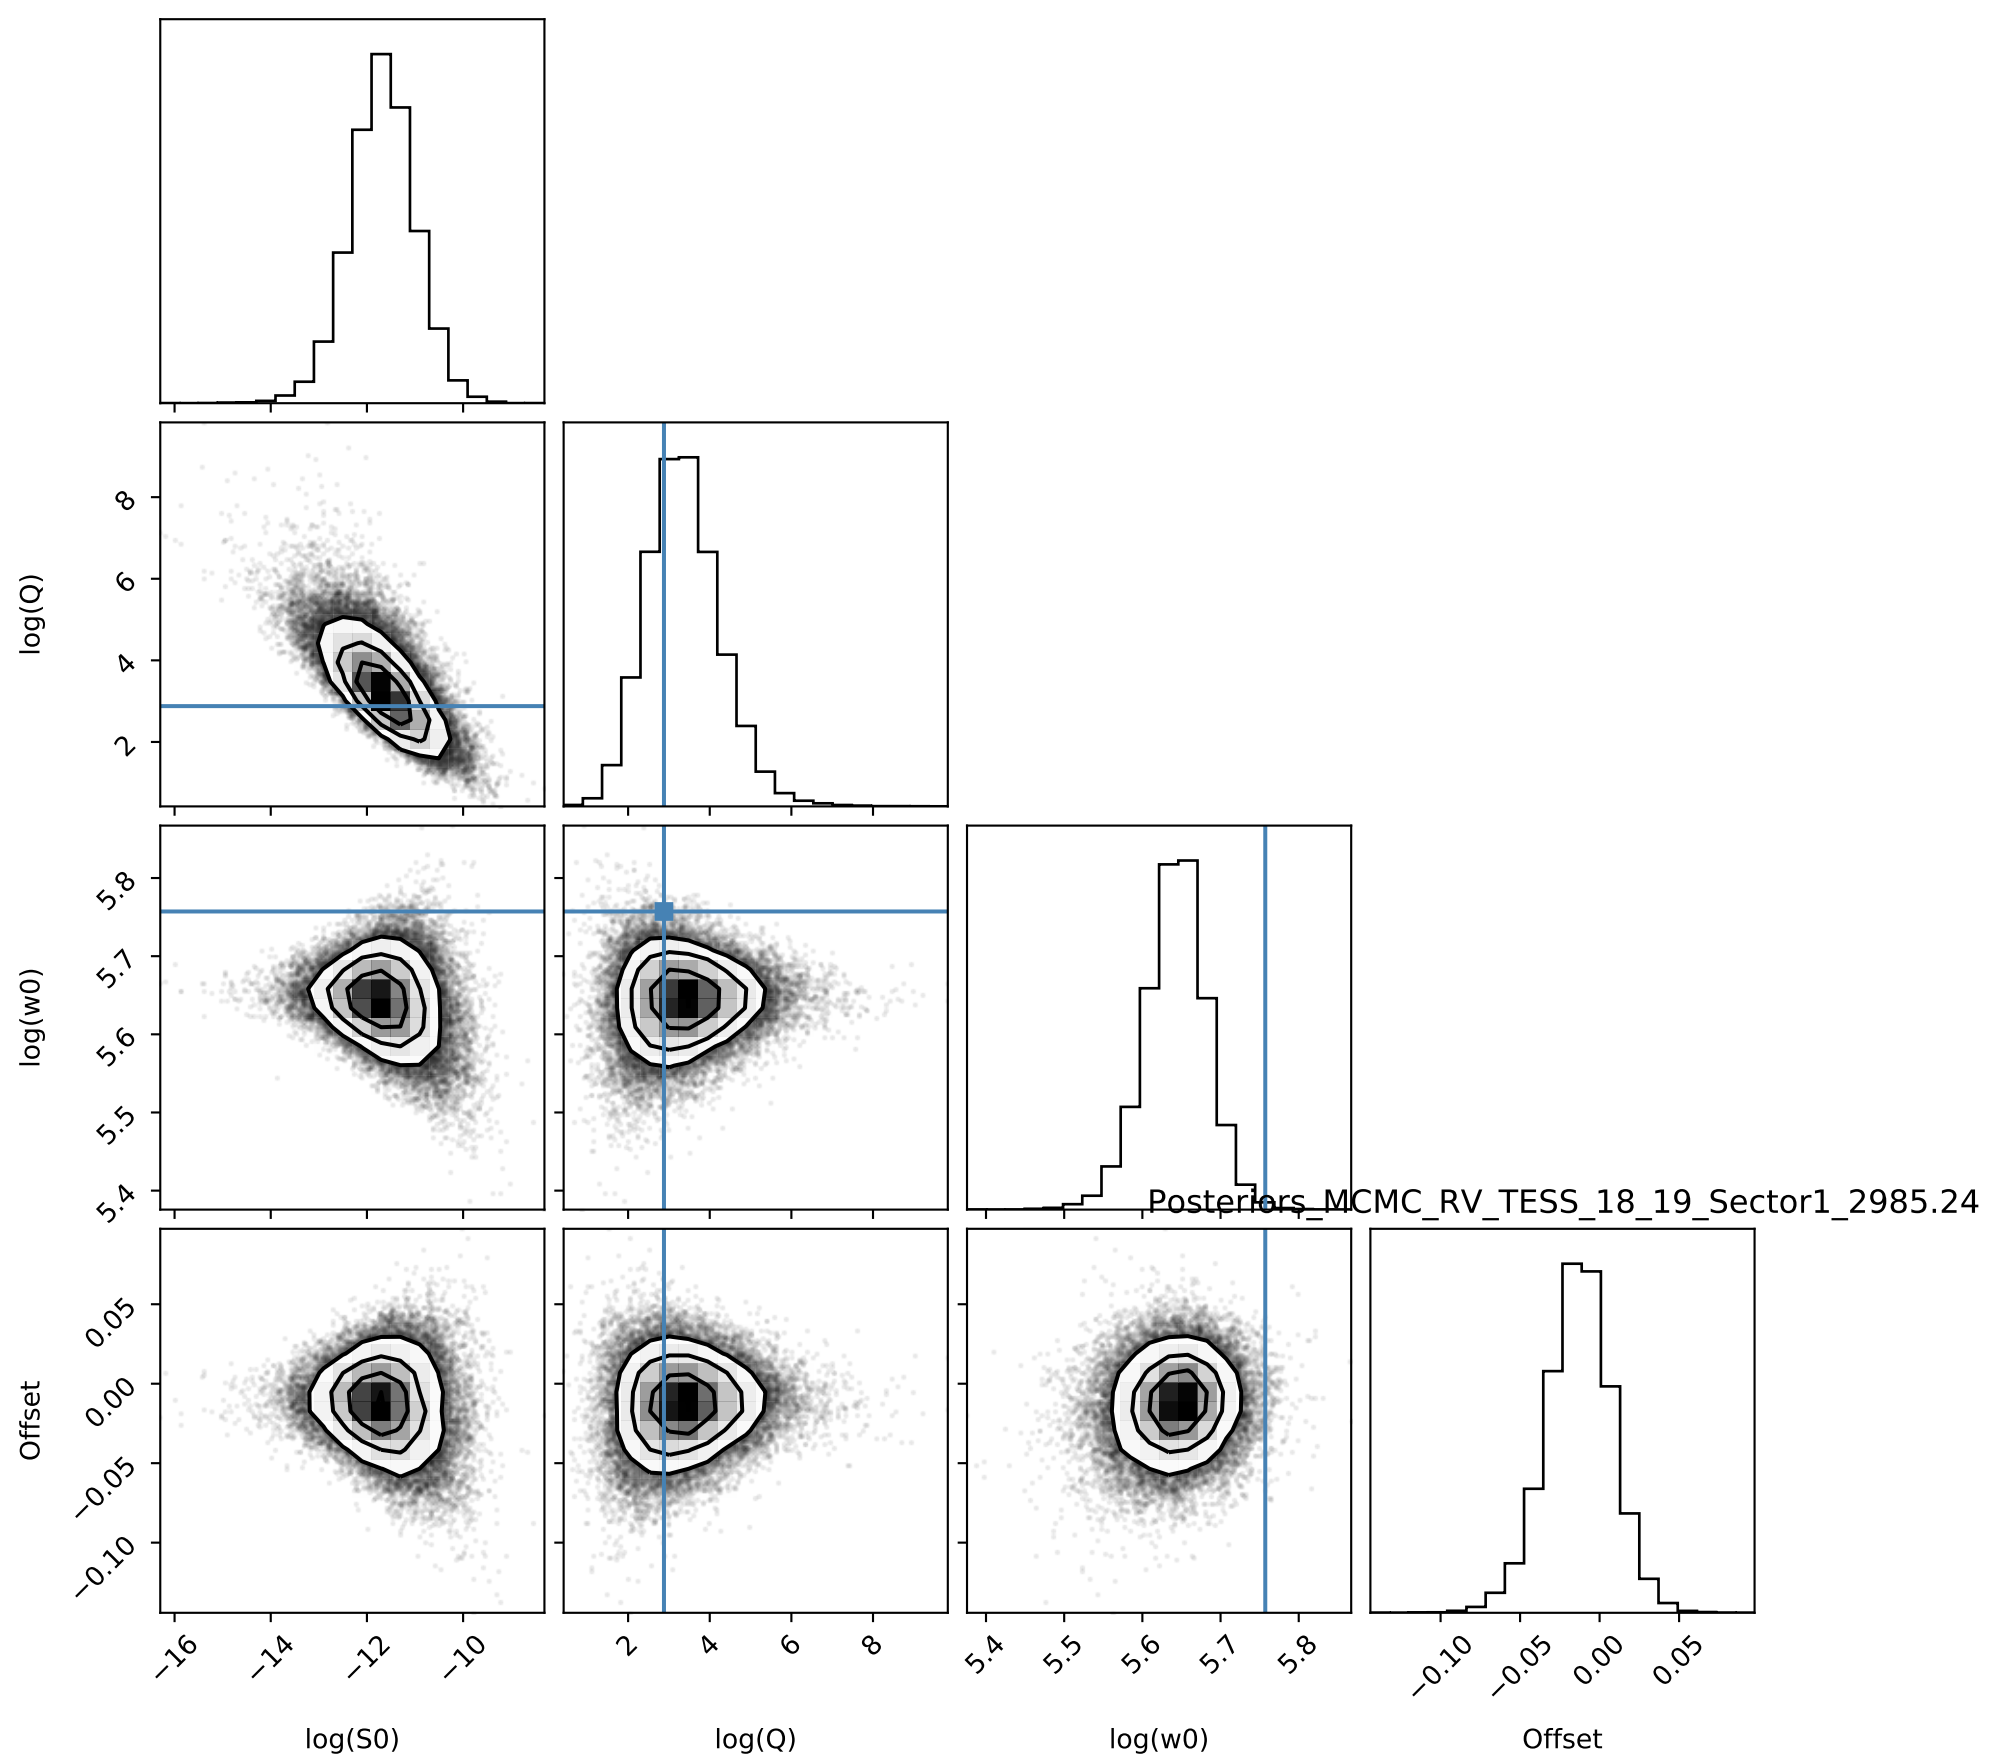 log(Q)
8
6
4
2
log(w0)
5.8
5.7
5.6
5.5
5.4
Posteriors_MCMC_RV_TESS_18_19_Sector1_2985.24
Offset
0.05
0.00
−0.05
−0.10
−16 −14 −12 −10 2 4 6 8 5.4 5.5 5.6 5.7 5.8 −0.10 −0.05 0.00 0.05
log(S0) log(Q) log(w0) Offset